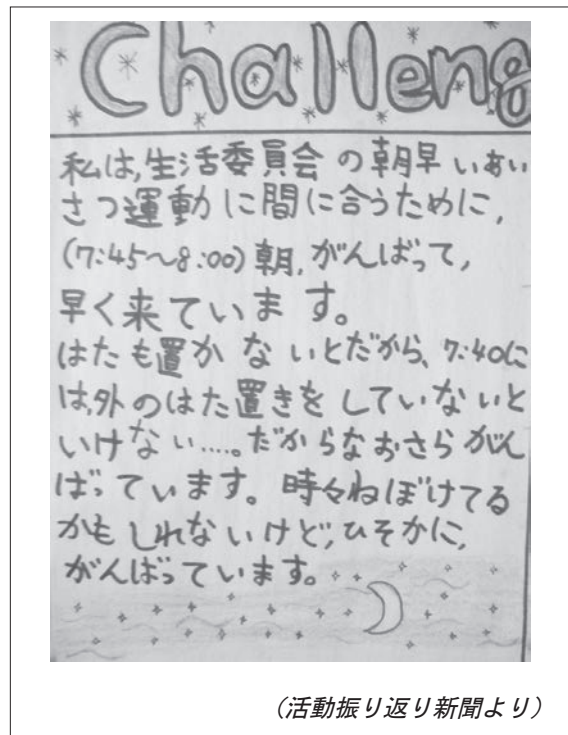 Challeng
私は,生活委員会の朝早いあい
さつ運動に間に合うために,
(7:45〜8:00)朝,がんばって,
早く来ています。
はたも置かないとだから、7:40に
は,外のはた置きをしていないと
いけない....。だからなおさらがん
ばっています。時々ねぼけてる
かもしれないけど,ひそかに,
がんばっています。
(活動振り返り新聞より)